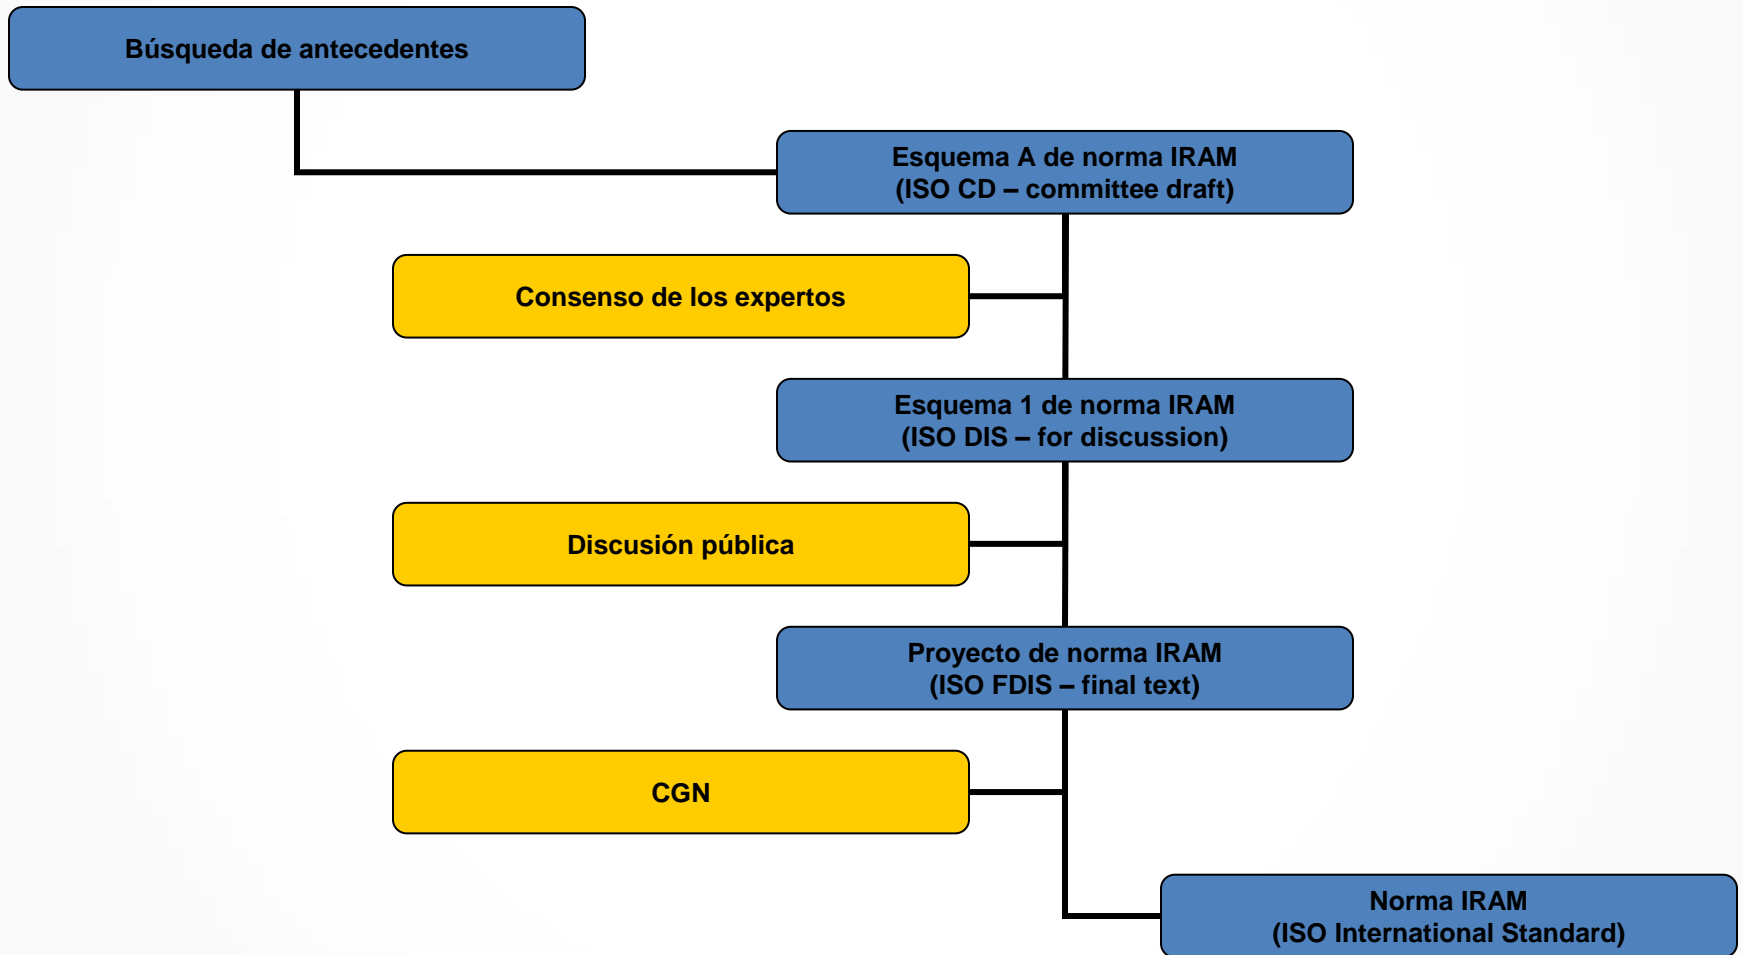 Búsqueda de antecedentes
Esquema A de norma IRAM
(ISO CD – committee draft)
Consenso de los expertos
Esquema 1 de norma IRAM
(ISO DIS – for discussion)
Discusión pública
Proyecto de norma IRAM
(ISO FDIS – final text)
CGN
Norma IRAM
(ISO International Standard)